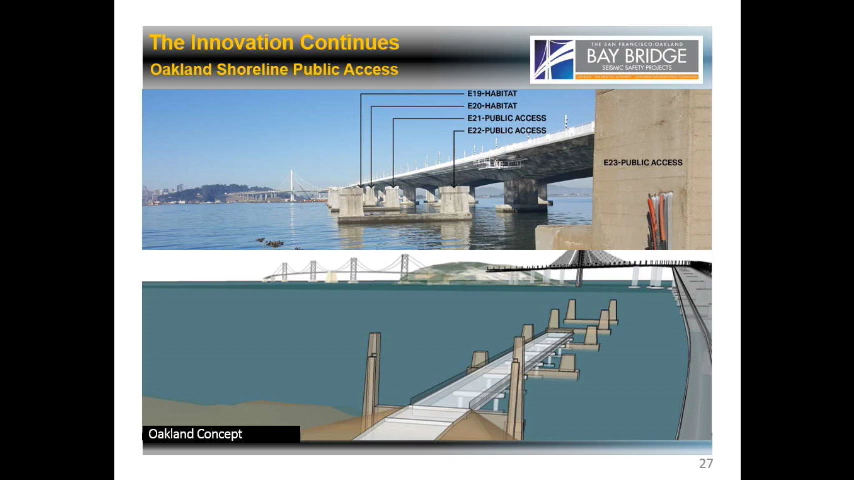 The Innovation Continues
Oakland Shoreline Public Access
THE SAN FRANCISCO-OAKLAND
BAY BRIDGE
SEISMIC SAFETY PROJECTS
E19-HABITAT
E20-HABITAT
E21-PUBLIC ACCESS
E22-PUBLIC ACCESS
E23-PUBLIC ACCESS
Oakland Concept
27